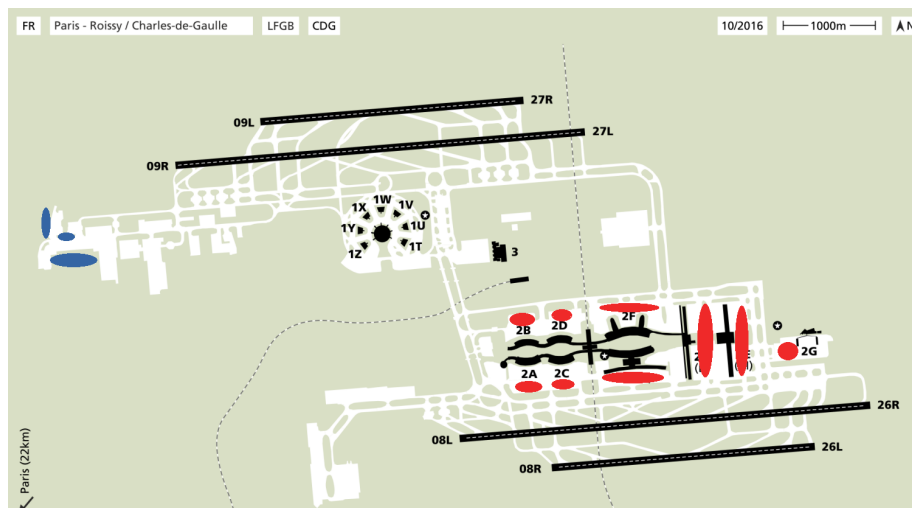 FR
Paris - Roissy / Charles-de-Gaulle
LFGB
CDG
10/2016
1000m
N
27R
09L
27L
09R
1W
1X
1V
1Y
1U
1Z
1T
3
2F
2B
2D
2A
2C
2G
26R
08L
26L
08R
Paris (22km)